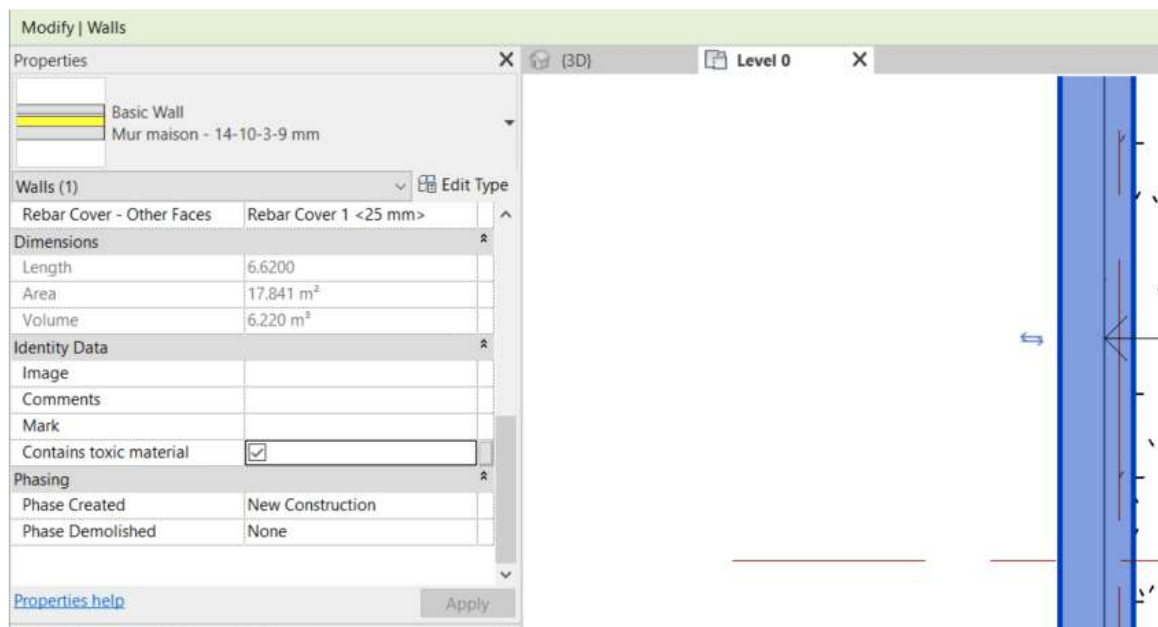 Modify | Walls
Properties
{3D}
Level 0
Basic Wall
Mur maison - 14-10-3-9 mm
Walls (1)
Edit Type
Rebar Cover - Other Faces Rebar Cover 1 <25 mm>
Dimensions
Length 6.6200
Area 17.841 m²
Volume 6.220 m³
Identity Data
Image
Comments
Mark
Contains toxic material
Phasing
Phase Created New Construction
Phase Demolished None
Properties help
Apply